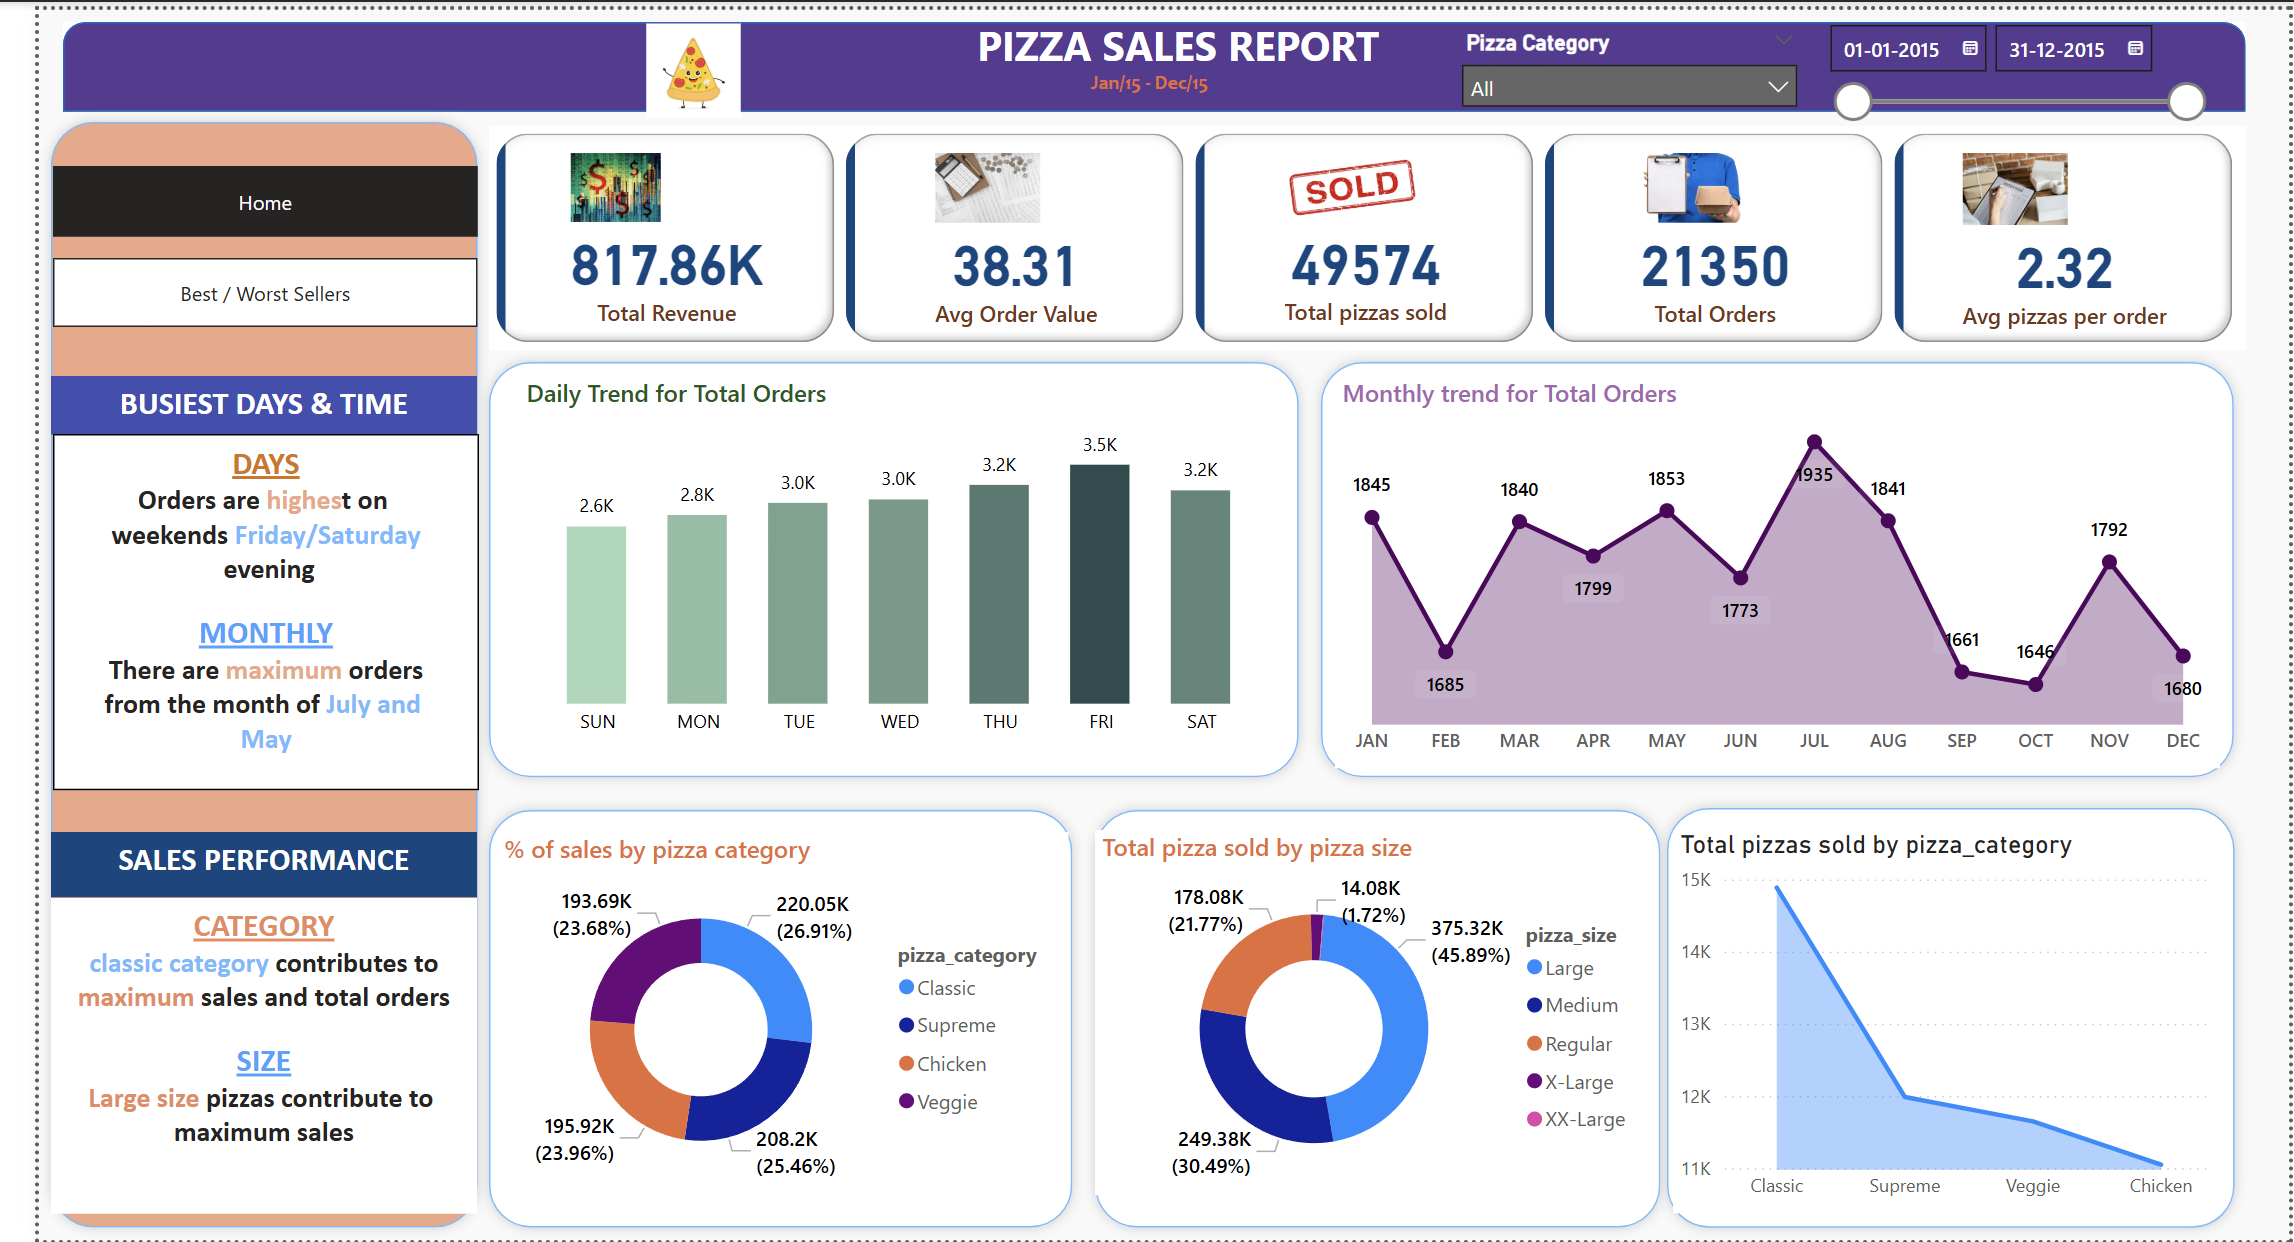 PIZZA SALES REPORT
Jan/15 - Dec/15
Pizza Category
All
01-01-2015
31-12-2015
Home
Best / Worst Sellers
BUSIEST DAYS & TIME
DAYS
Orders are highest on
weekends Friday/Saturday
evening
MONTHLY
There are maximum orders
from the month of July and
May
SALES PERFORMANCE
CATEGORY
classic category contributes to
maximum sales and total orders
SIZE
Large size pizzas contribute to
maximum sales
817.86K
Total Revenue
38.31
Avg Order Value
SOLD
49574
Total pizzas sold
21350
Total Orders
2.32
Avg pizzas per order
Daily Trend for Total Orders
2.6K
2.8K
3.0K
3.0K
3.2K
3.5K
3.2K
SUN
MON
TUE
WED
THU
FRI
SAT
Monthly trend for Total Orders
1845
1685
1840
1799
1853
1773
1935
1841
1661
1646
1792
1680
JAN
FEB
MAR
APR
MAY
JUN
JUL
AUG
SEP
OCT
NOV
DEC
% of sales by pizza category
193.69K
(23.68%)
220.05K
(26.91%)
195.92K
(23.96%)
208.2K
(25.46%)
pizza_category
Classic
Supreme
Chicken
Veggie
Total pizza sold by pizza size
178.08K
(21.77%)
14.08K
(1.72%)
375.32K
(45.89%)
249.38K
(30.49%)
pizza_size
Large
Medium
Regular
X-Large
XX-Large
Total pizzas sold by pizza_category
15K
14K
13K
12K
11K
Classic
Supreme
Veggie
Chicken